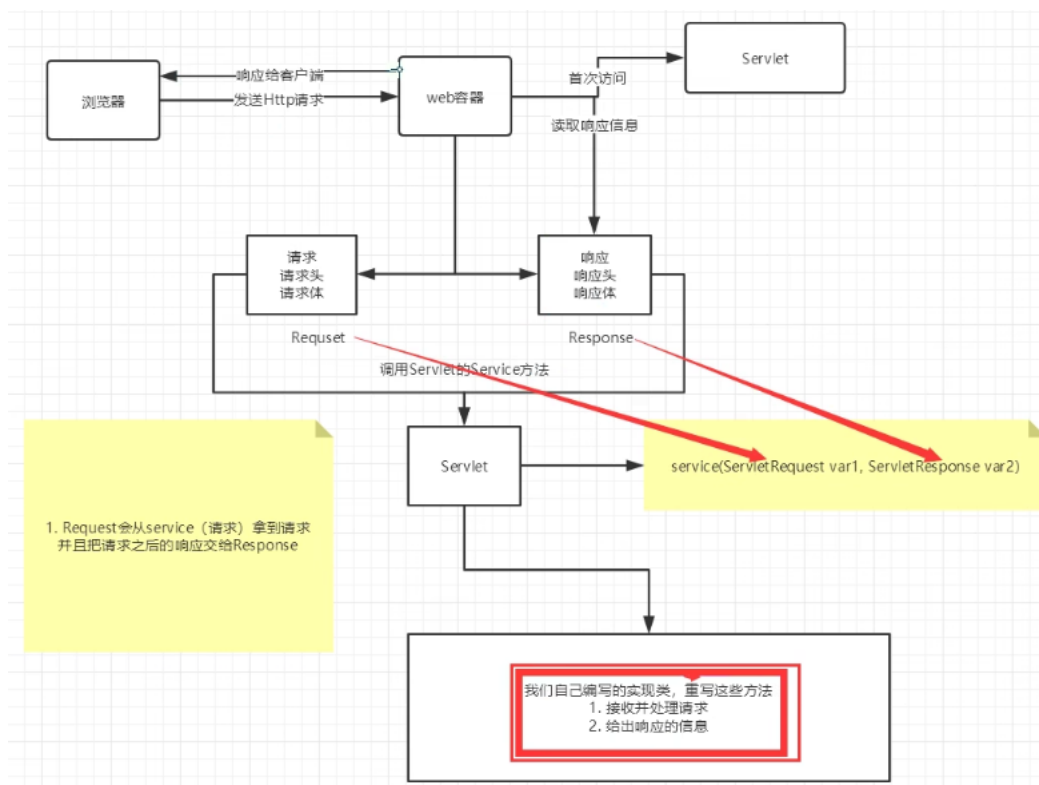 Servlet
响应给客户端
首次访问
浏览器
发送Http请求
web容器
读取响应信息
请求
请求头
请求体
响应
响应头
响应体
Requset
Response
调用Servlet的Service方法
Servlet
service(ServletRequest var1, ServletResponse var2)
1. Request会从service（请求）拿到请求
并且把请求之后的响应交给Response
我们自己编写的实现类，重写这些方法
1. 接收并处理请求
2. 给出响应的信息